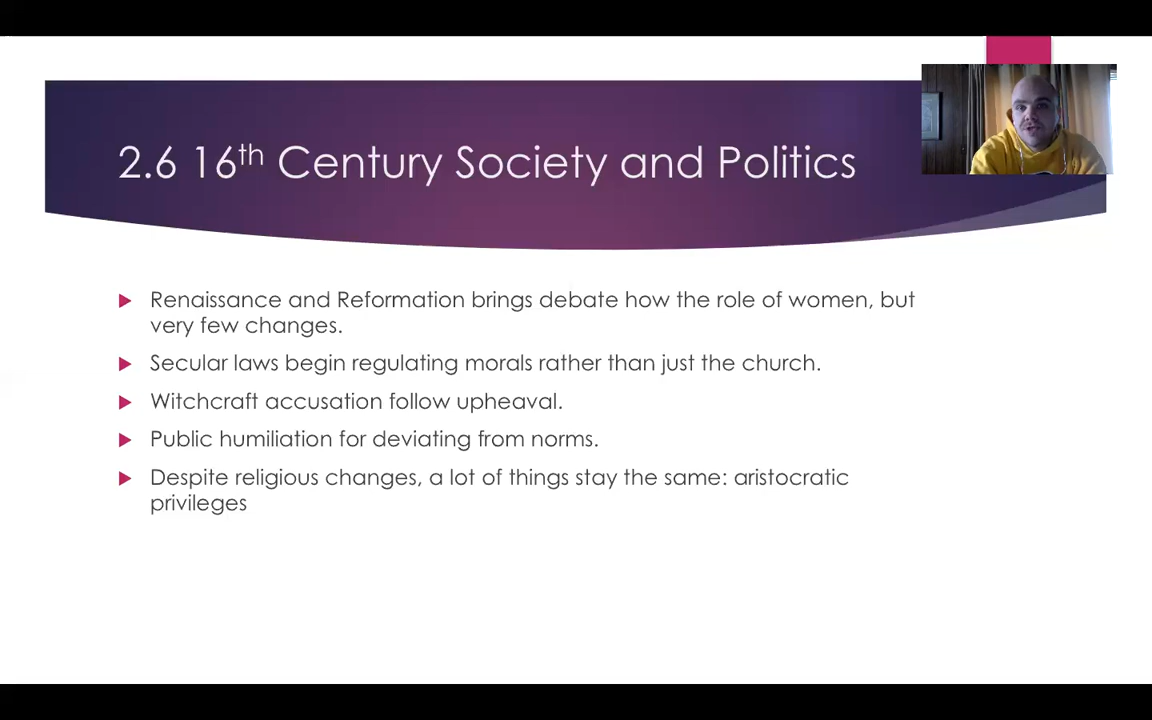 2.6 16th Century Society and Politics
Renaissance and Reformation brings debate how the role of women, but
very few changes.
Secular laws begin regulating morals rather than just the church.
Witchcraft accusation follow upheaval.
Public humiliation for deviating from norms.
Despite religious changes, a lot of things stay the same: aristocratic
privileges